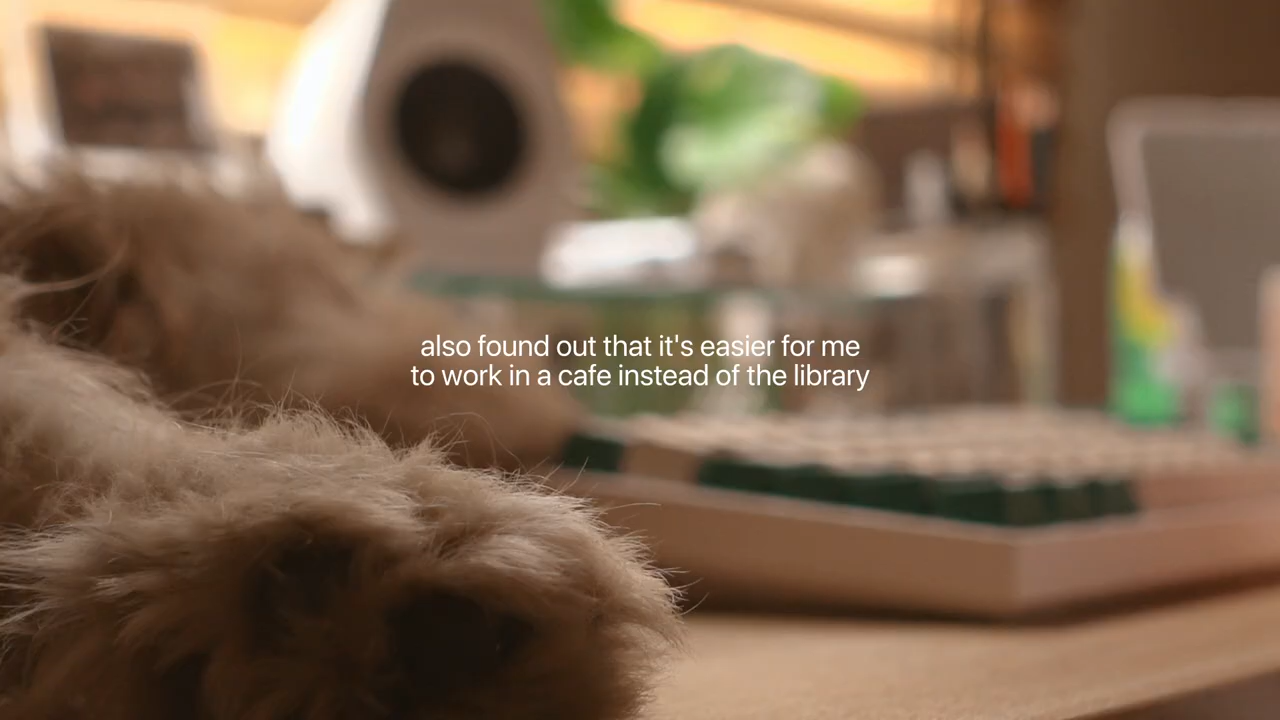 also found out that it's easier for me
to work in a cafe instead of the library